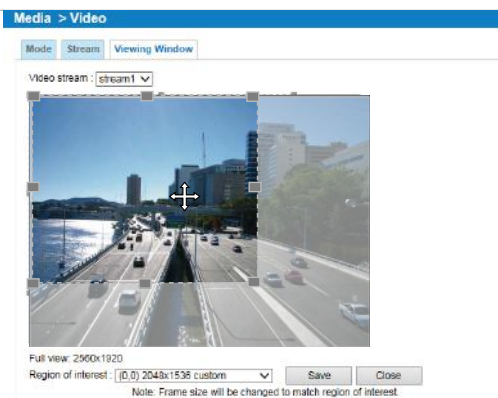 Media > Video
Mode Stream Viewing Window
Video stream : stream1
Full view: 2560x1920
Region of interest : (0,0) 2048x1536 custom Save Close
Note: Frame size will be changed to match region of interest